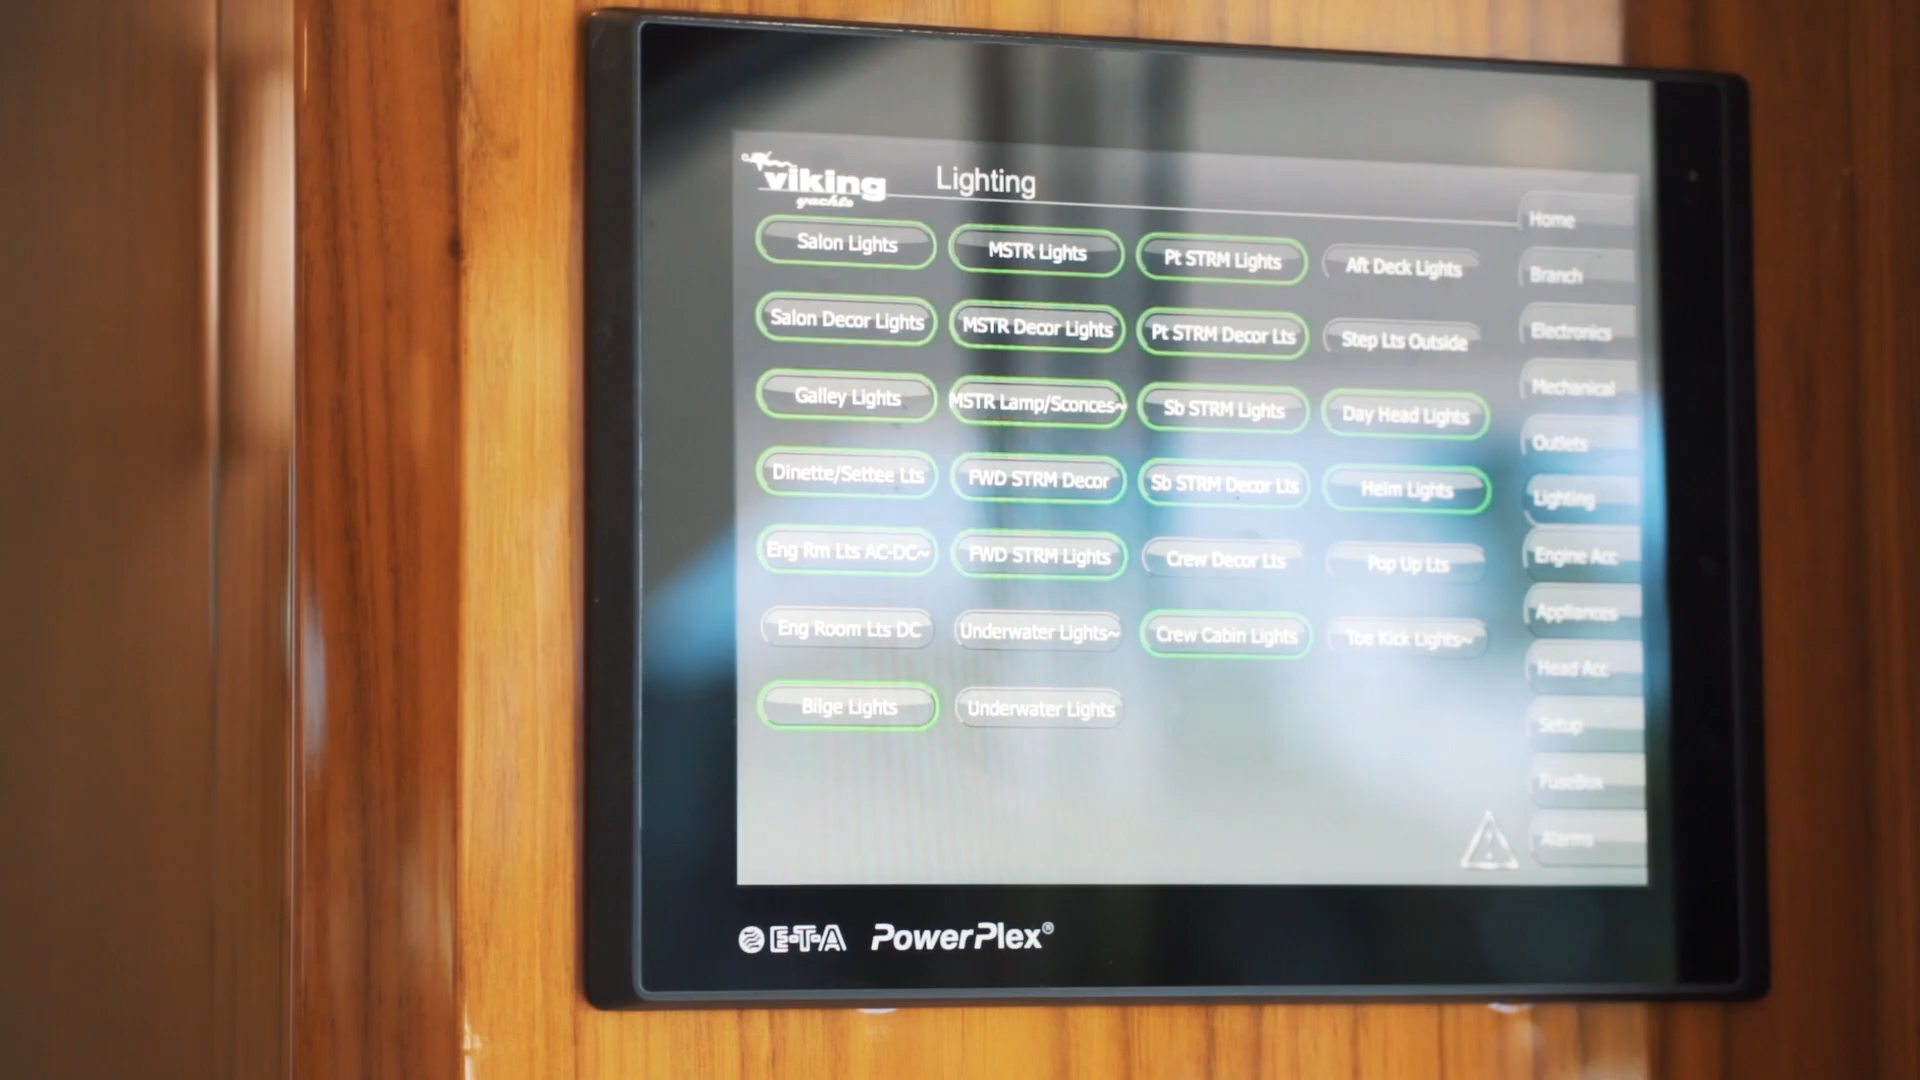 viking
yachts
Lighting
Salon Lights MSTR Lights Pt STRM Lights Aft Deck Lights
Salon Decor Lights MSTR Decor Lights Pt STRM Decor Lts Step Lts Outside
Galley Lights MSTR Lamp/Sconces~ Sb STRM Lights Day Head Lights
Dinette/Settee Lts FWD STRM Decor Sb STRM Decor Lts Helm Lights
Eng Rm Lts AC-DC~ FWD STRM Lights Crew Decor Lts Pop Up Lts
Eng Room Lts DC Underwater Lights~ Crew Cabin Lights Toe Kick Lights~
Bilge Lights Underwater Lights
Home
Branch
Electronics
Mechanical
Outlets
Lighting
Engine Acc
Appliances
Head Acc
Setup
FuseBox
Alarms
E-T-A PowerPlex®